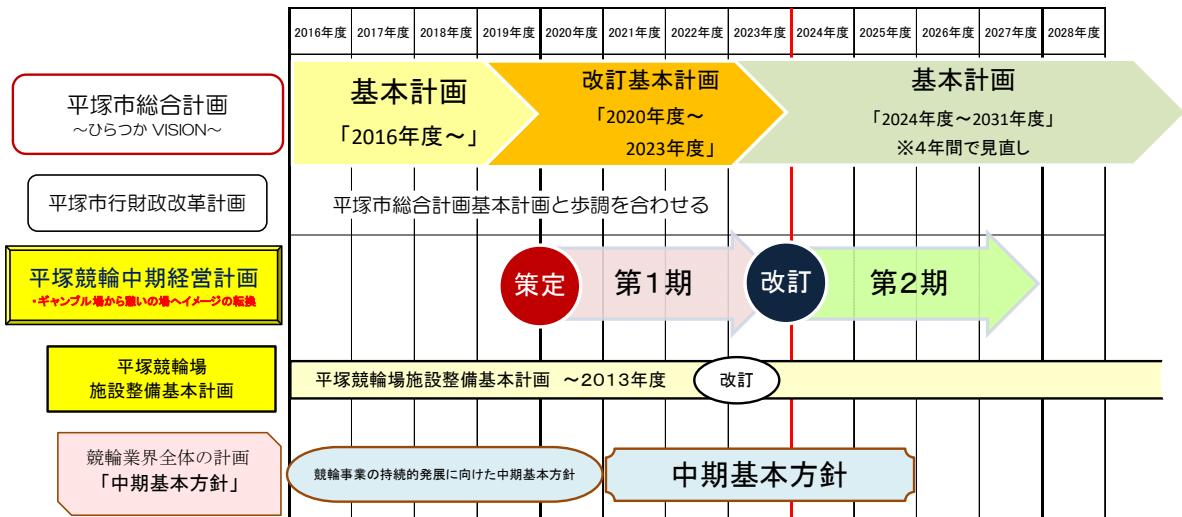 2016年度 2017年度 2018年度 2019年度 2020年度 2021年度 2022年度 2023年度 2024年度 2025年度 2026年度 2027年度 2028年度
平塚市総合計画
~ひらつか VISION~
基本計画
「2016年度~」
改訂基本計画
「2020年度~
2023年度」
基本計画
「2024年度~2031年度」
※4年間で見直し
平塚市行財政改革計画
平塚市総合計画基本計画と歩調を合わせる
平塚競輪中期経営計画
・ギャンブル場から憩いの場へイメージの転換
策定
第1期
改訂
第2期
平塚競輪場
施設整備基本計画
平塚競輪場施設整備基本計画 ~2013年度
改訂
競輪業界全体の計画
「中期基本方針」
競輪事業の持続的発展に向けた中期基本方針
中期基本方針